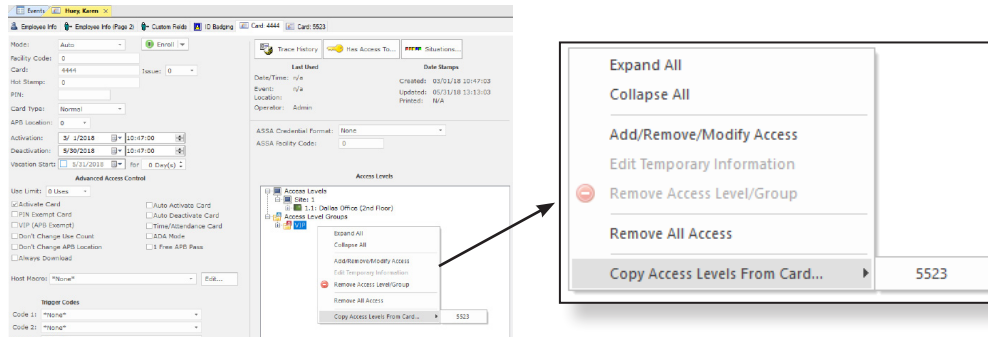 Events Huey, Karen ×
Employee Info Employee Info (Page 2) Custom Fields ID Badging Card: 4444 Card: 5523
Mode: Auto Enroll
Facility Code: 0
Card: 4444 Issue: 0
Hot Stamp: 0
PIN:
Card Type: Normal
APB Location: 0
Activation: 3/ 1/2018 10:47:00
Deactivation: 5/30/2018 10:47:00
Vacation Start: 5/31/2018 for 0 Day(s)
Advanced Access Control
Use Limit: 0 Uses
Activate Card Auto Activate Card
PIN Exempt Card Auto Deactivate Card
VIP (APB Exempt) Time/Attendance Card
Don't Change Use Count ADA Mode
Don't Change APB Location 1 Free APB Pass
Always Download
Host Macro: *None* Edit...
Trigger Codes
Code 1: *None*
Code 2: *None*
Trace History Has Access To... Situations...
Last Used Date Stamps
Date/Time: n/a Created: 03/01/18 10:47:03
Event: n/a Updated: 05/31/18 13:13:03
Location: Printed: N/A
Operator: Admin
ASSA Credential Format: None
ASSA Facility Code: 0
Access Levels
Access Levels
Site: 1
1.1: Dallas Office (2nd Floor)
Access Level Groups
VIP
Expand All
Collapse All
Add/Remove/Modify Access
Edit Temporary Information
Remove Access Level/Group
Remove All Access
Copy Access Levels From Card... 5523
Expand All
Collapse All
Add/Remove/Modify Access
Edit Temporary Information
Remove Access Level/Group
Remove All Access
Copy Access Levels From Card... 5523